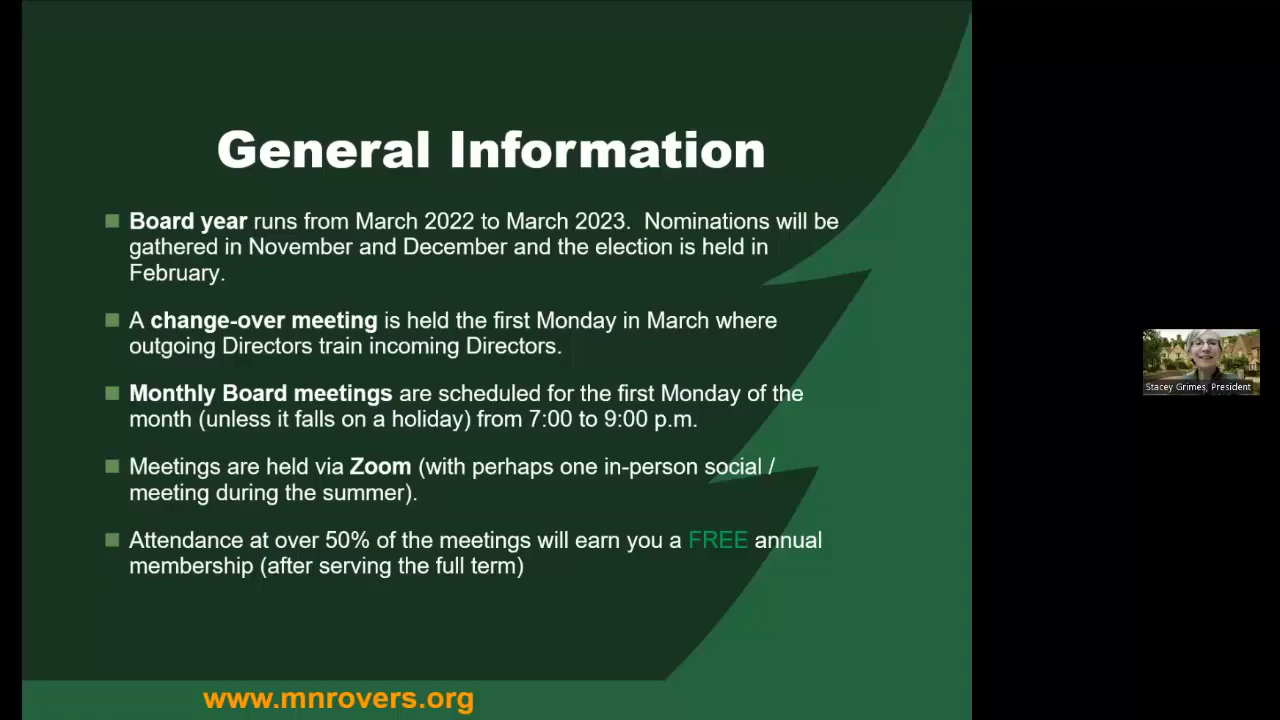 General Information
■ Board year runs from March 2022 to March 2023. Nominations will be
gathered in November and December and the election is held in
February.
■ A change-over meeting is held the first Monday in March where
outgoing Directors train incoming Directors.
■ Monthly Board meetings are scheduled for the first Monday of the
month (unless it falls on a holiday) from 7:00 to 9:00 p.m.
■ Meetings are held via Zoom (with perhaps one in-person social /
meeting during the summer).
■ Attendance at over 50% of the meetings will earn you a FREE annual
membership (after serving the full term)
www.mnrovers.org
Stacey Grimes, President